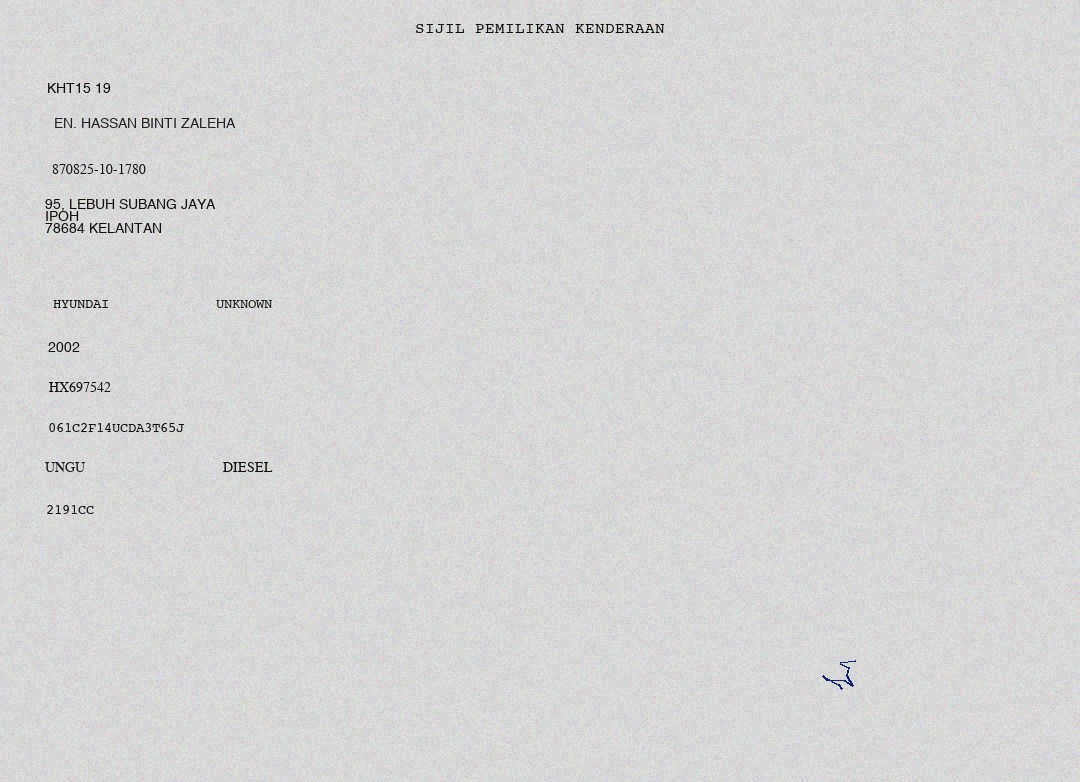 SIJIL PEMILIKAN KENDERAAN
KHT15 19
EN. HASSAN BINTI ZALEHA
870825-10-1780
95, LEBUH SUBANG JAYA
IPOH
78684 KELANTAN
HYUNDAI UNKNOWN
2002
HX697542
061C2F14UCDA3T65J
UNGU DIESEL
2191CC